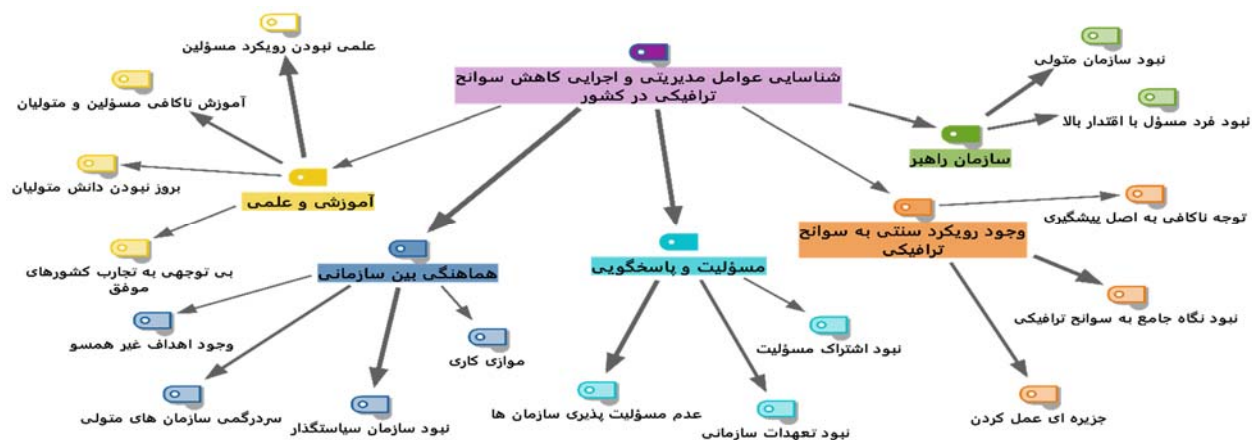 شناسایی عوامل مدیریتی و اجرایی کاهش سوانح
ترافیکی در کشور
سازمان راهبر
نبود سازمان متولی
نبود فرد مسؤل با اقتدار بالا
وجود رویکرد سنتی به سوانح
ترافیکی
توجه ناکافی به اصل پیشگیری
نبود نگاه جامع به سوانح ترافیکی
جزیره ای عمل کردن
مسؤلیت و پاسخگویی
نبود اشتراک مسؤلیت
نبود تعهدات سازمانی
عدم مسؤلیت پذیری سازمان ها
هماهنگی بین سازمانی
موازی کاری
نبود سازمان سیاستگذار
سردرگمی سازمان های متولی
وجود اهداف غیر همسو
آموزشی و علمی
علمی نبودن رویکرد مسؤلین
آموزش ناکافی مسؤلین و متولیان
بروز نبودن دانش متولیان
بی توجهی به تجارب کشورهای
موفق